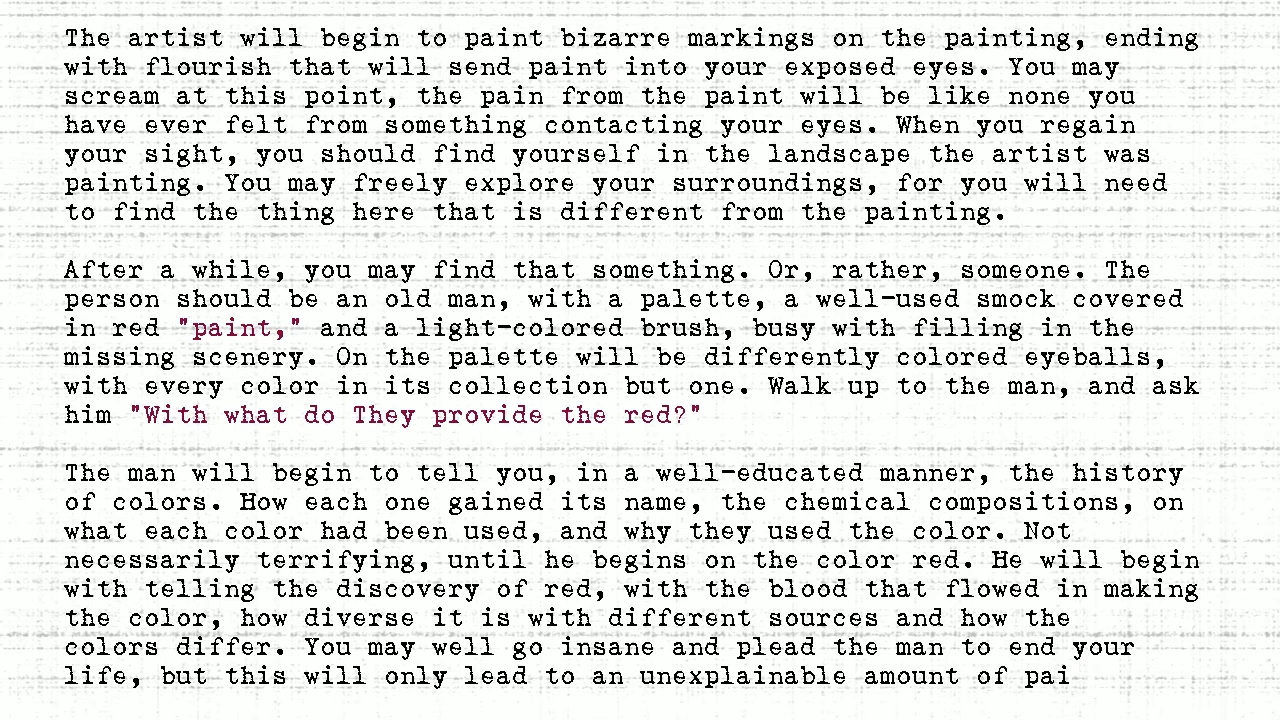 The artist will begin to paint bizarre markings on the painting, ending
with flourish that will send paint into your exposed eyes. You may
scream at this point, the pain from the paint will be like none you
have ever felt from something contacting your eyes. When you regain
your sight, you should find yourself in the landscape the artist was
painting. You may freely explore your surroundings, for you will need
to find the thing here that is different from the painting.
After a while, you may find that something. Or, rather, someone. The
person should be an old man, with a palette, a well-used smock covered
in red "paint," and a light-colored brush, busy with filling in the
missing scenery. On the palette will be differently colored eyeballs,
with every color in its collection but one. Walk up to the man, and ask
him "With what do They provide the red?"
The man will begin to tell you, in a well-educated manner, the history
of colors. How each one gained its name, the chemical compositions, on
what each color had been used, and why they used the color. Not
necessarily terrifying, until he begins on the color red. He will begin
with telling the discovery of red, with the blood that flowed in making
the color, how diverse it is with different sources and how the
colors differ. You may well go insane and plead the man to end your
life, but this will only lead to an unexplainable amount of pai